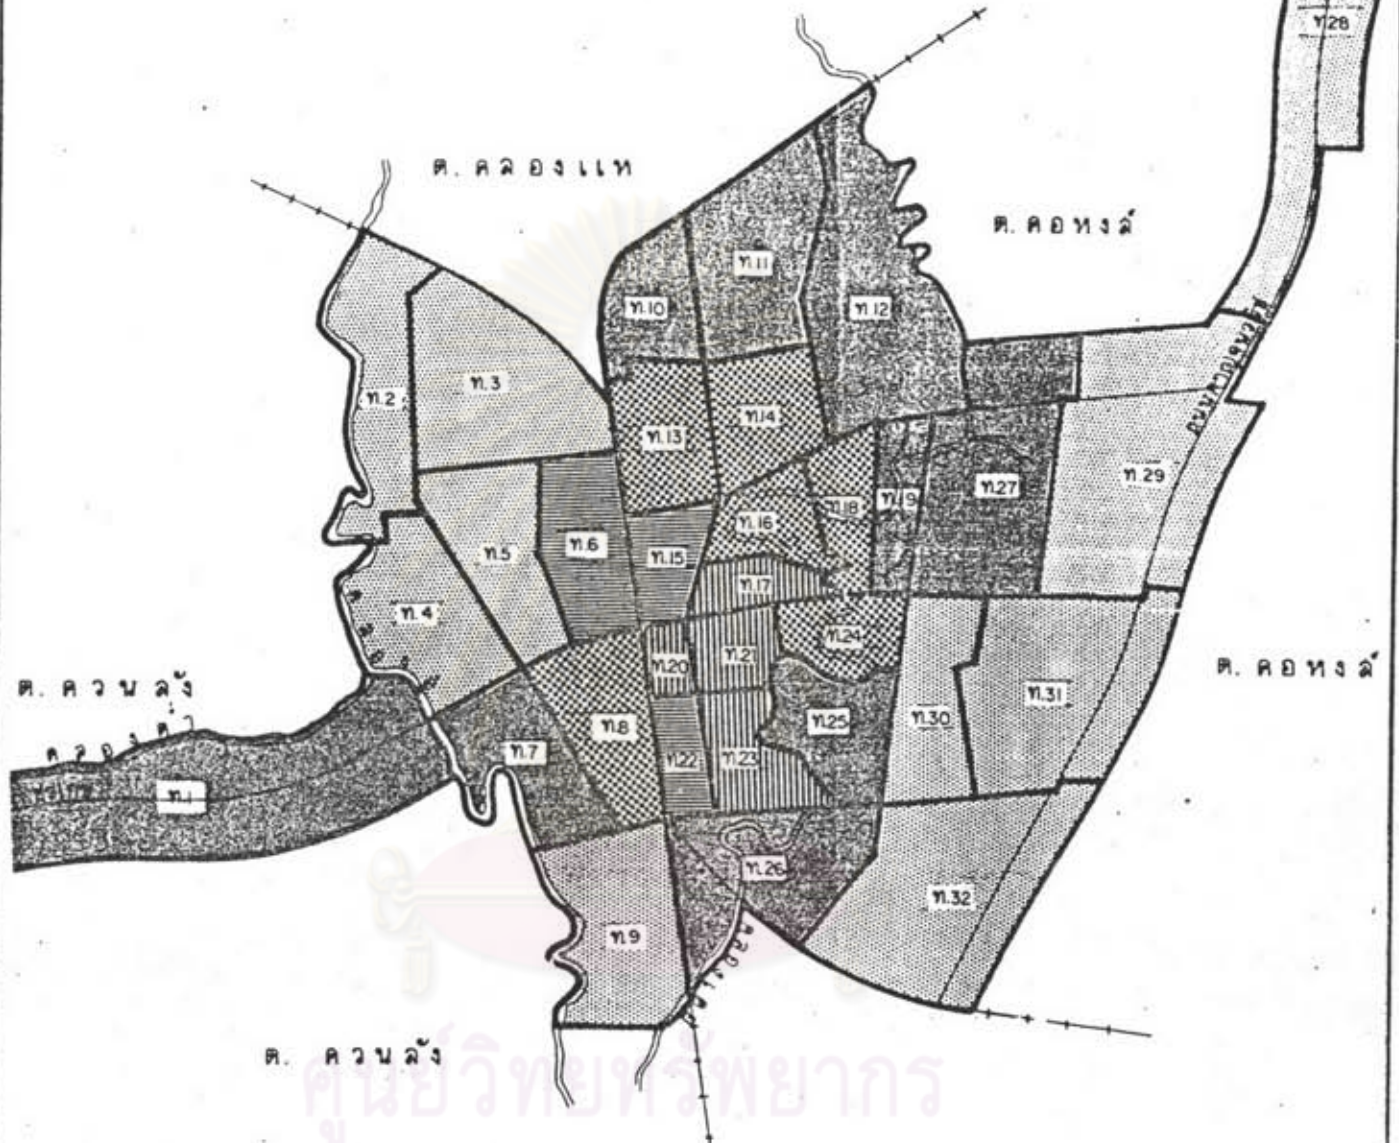 ท.28
ต. คลองแห
ต. คอหงส์
ท.11
ท.10
ท.12
ท.3
ท.2
ท.14
ท.13
ท.29
ท.27
ท.19
ท.18
ท.16
ท.6
ท.5
ท.15
ท.17
ท.4
ท.24
ท.20
ท.21
ต. คอหงส์
ต. ควนลัง
ท.31
ท.30
ท.25
ท.8
ท.7
ท.22
ท.23
ท.1
ท.26
ท.32
ท.9
ต. ควนลัง
ศูนย์วิทยทรัพยากร